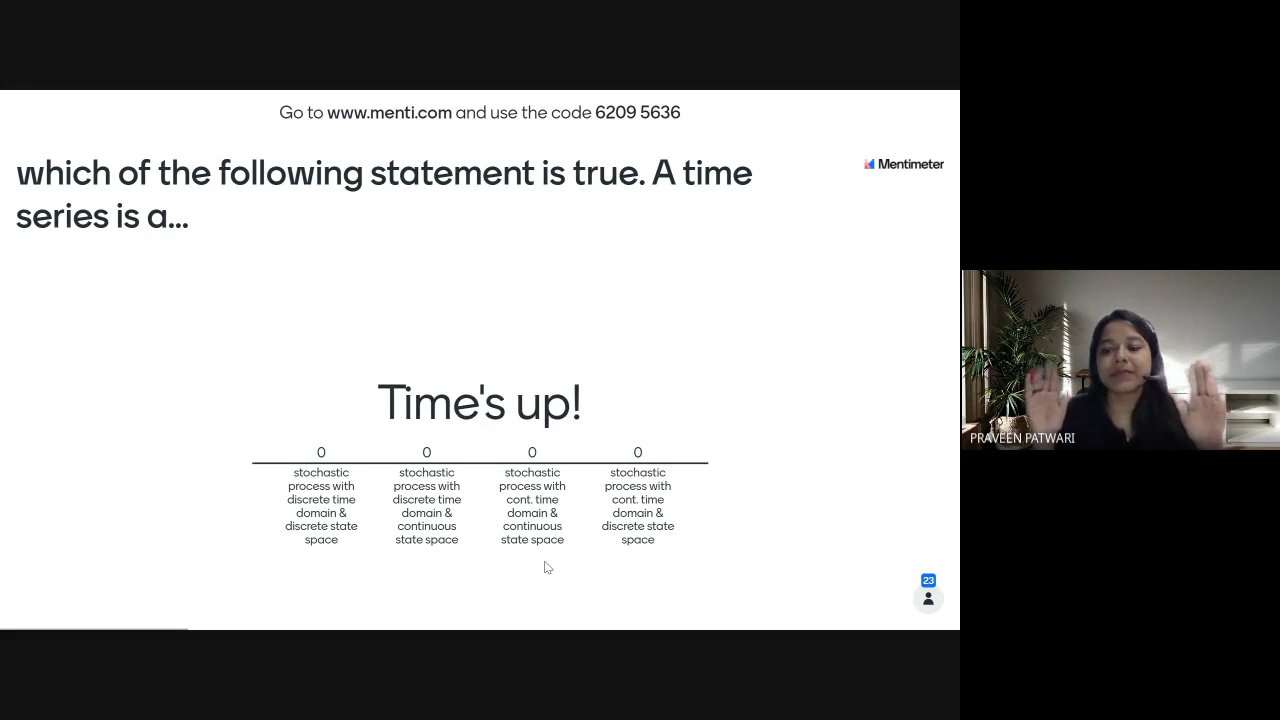 Go to www.menti.com and use the code 6209 5636
which of the following statement is true. A time
series is a...
Mentimeter
Time's up!
0
0
0
0
stochastic
process with
discrete time
domain &
discrete state
space
stochastic
process with
discrete time
domain &
continuous
state space
stochastic
process with
cont. time
domain &
continuous
state space
stochastic
process with
cont. time
domain &
discrete state
space
23
PRAVEEN PATWARI